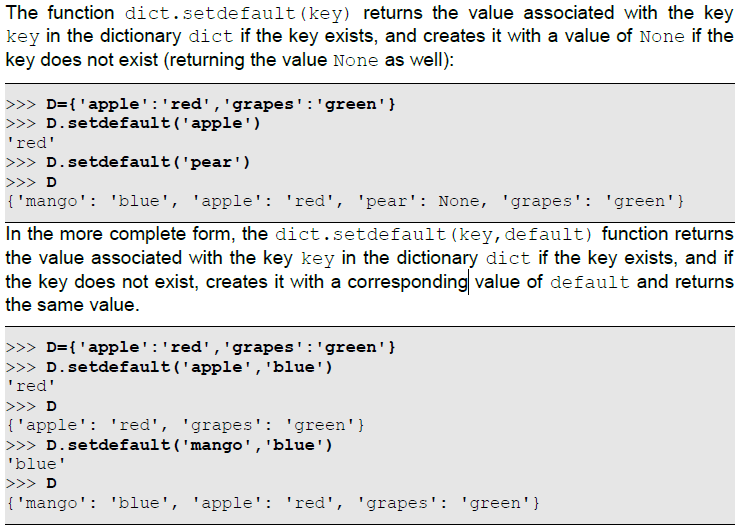 The function dict.setdefault(key) returns the value associated with the key
key in the dictionary dict if the key exists, and creates it with a value of None if the
key does not exist (returning the value None as well):
>>> D={'apple':'red','grapes':'green'}
>>> D.setdefault('apple')
'red'
>>> D.setdefault('pear')
>>> D
{'mango': 'blue', 'apple': 'red', 'pear': None, 'grapes': 'green'}
In the more complete form, the dict.setdefault(key,default) function returns
the value associated with the key key in the dictionary dict if the key exists, and if
the key does not exist, creates it with a corresponding value of default and returns
the same value.
>>> D={'apple':'red','grapes':'green'}
>>> D.setdefault('apple','blue')
'red'
>>> D
{'apple': 'red', 'grapes': 'green'}
>>> D.setdefault('mango','blue')
'blue'
>>> D
{'mango': 'blue', 'apple': 'red', 'grapes': 'green'}